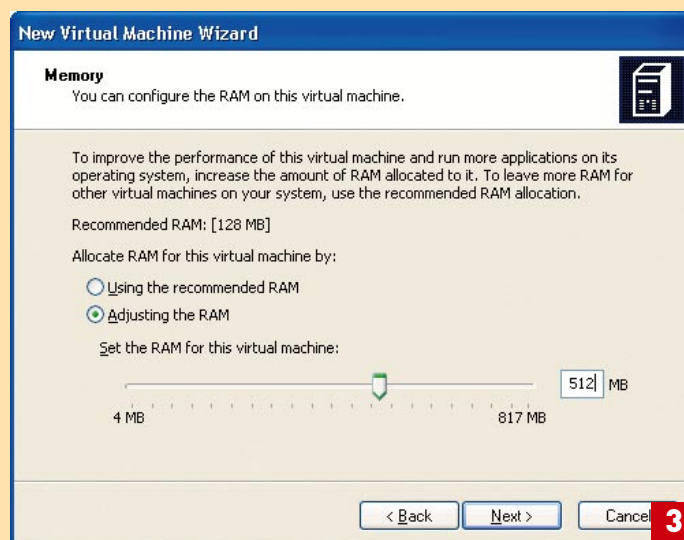 New Virtual Machine Wizard
Memory
You can configure the RAM on this virtual machine.
To improve the performance of this virtual machine and run more applications on its
operating system, increase the amount of RAM allocated to it. To leave more RAM for
other virtual machines on your system, use the recommended RAM allocation.
Recommended RAM: [128 MB]
Allocate RAM for this virtual machine by:
Using the recommended RAM
Adjusting the RAM
Set the RAM for this virtual machine:
512 MB
4 MB 817 MB
< Back Next > Cancel
3